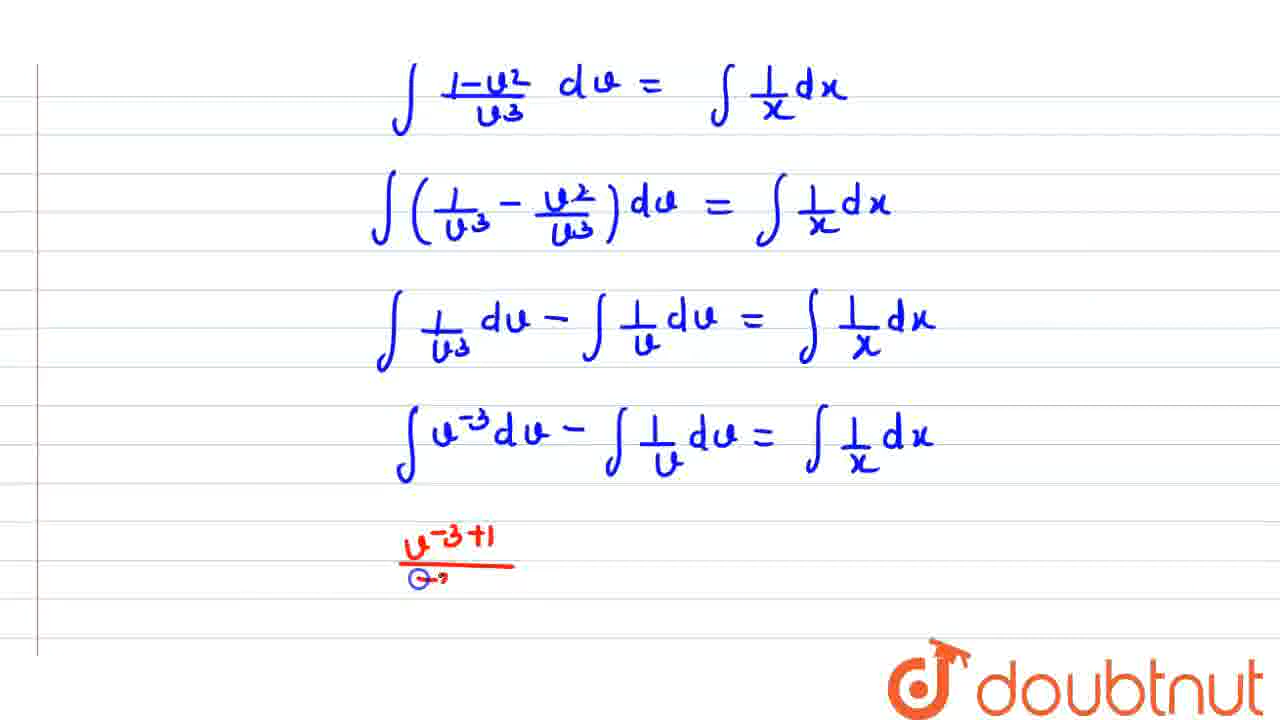 ∫ (1-v²)/v³ dv = ∫ 1/x dx
∫ (1/v³ - v²/v³) dv = ∫ 1/x dx
∫ 1/v³ dv - ∫ 1/v dv = ∫ 1/x dx
∫ v⁻³ dv - ∫ 1/v dv = ∫ 1/x dx
v⁻³⁺¹
doubtnut